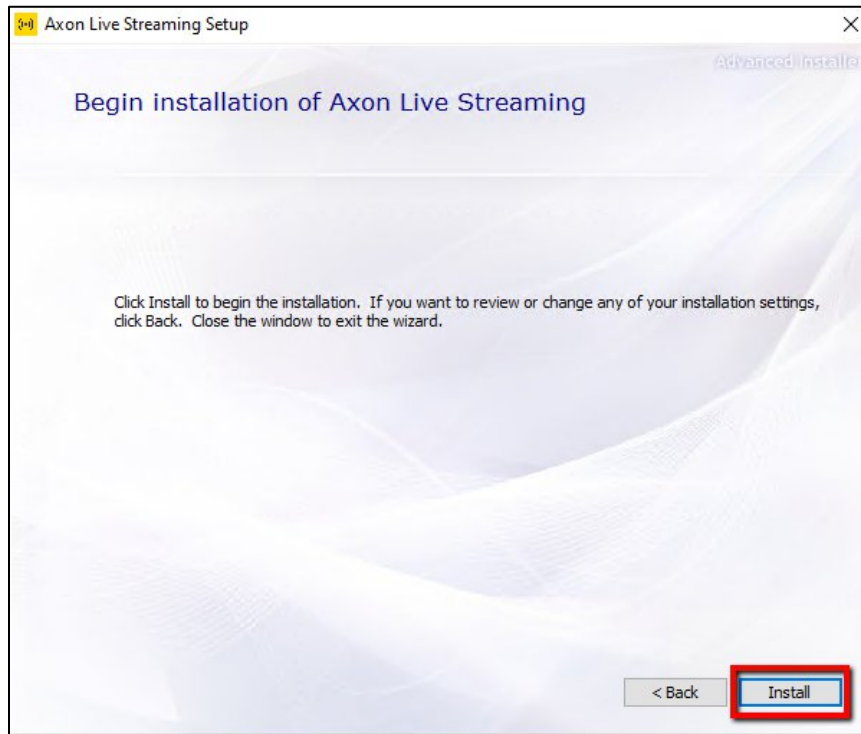 Axon Live Streaming Setup
Advanced Installer
Begin installation of Axon Live Streaming
Click Install to begin the installation. If you want to review or change any of your installation settings,
click Back. Close the window to exit the wizard.
< Back
Install